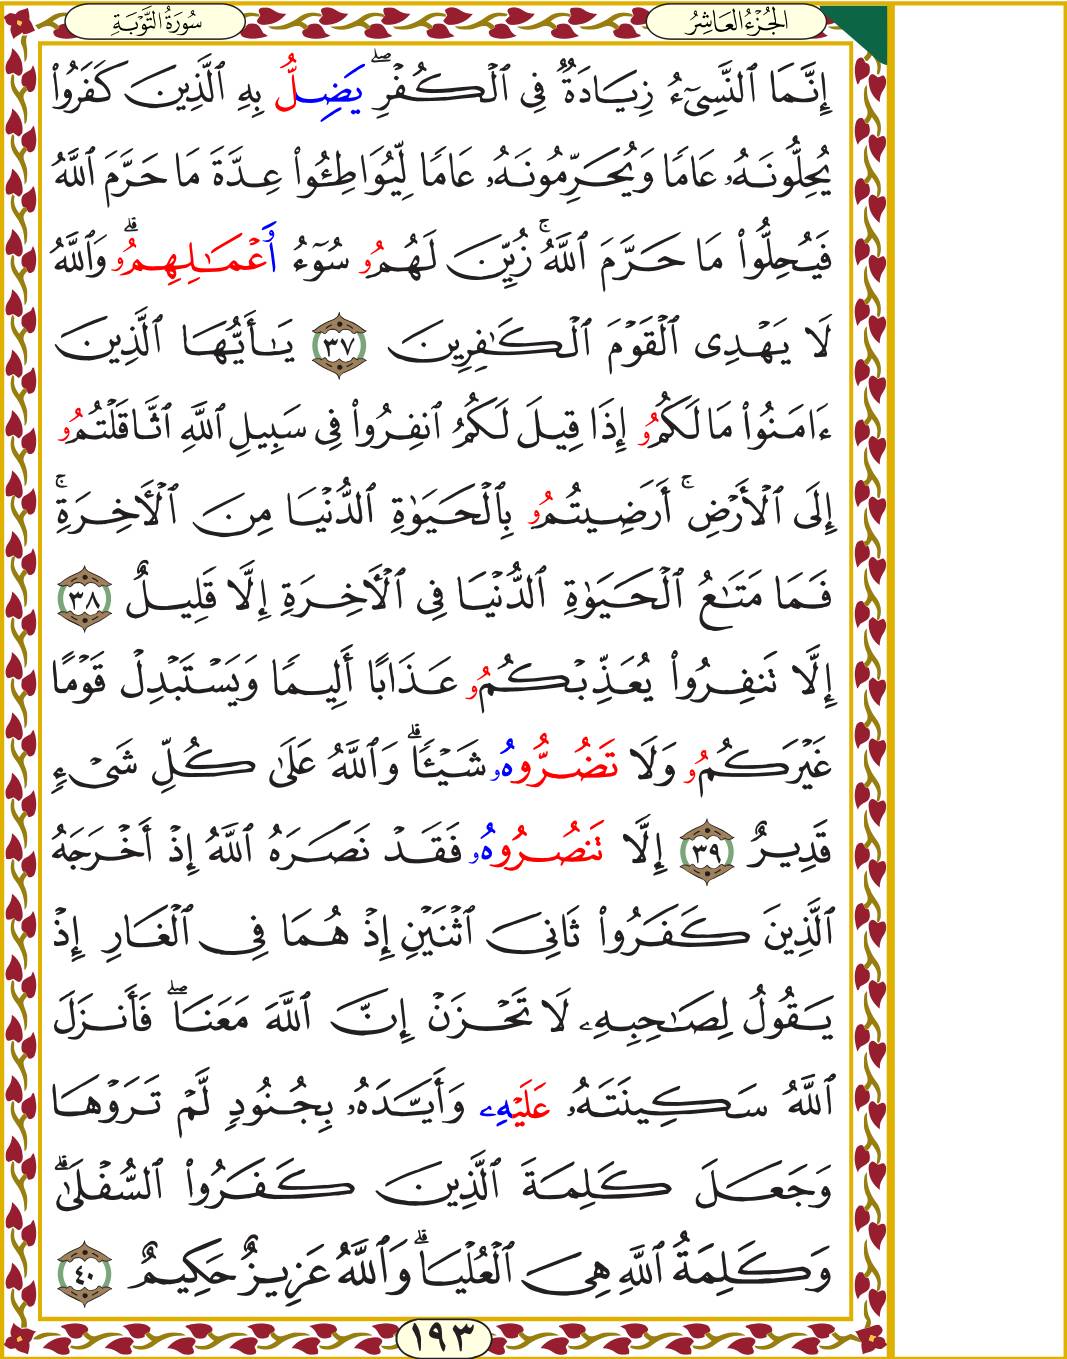 الجُزْءُ العَاشِرُ
سُورَةُ التَّوْبَةِ
إِنَّمَا ٱلنَّسِىٓءُ زِيَادَةٌ فِى ٱلْكُفْرِۖ يَضِلُّ بِهِ ٱلَّذِينَ كَفَرُوا۟
يُحِلُّونَهُۥ عَامًا وَيُحَرِّمُونَهُۥ عَامًا لِّيُوَاطِـُٔوا۟ عِدَّةَ مَا حَرَّمَ ٱللَّهُ
فَيُحِلُّوا۟ مَا حَرَّمَ ٱللَّهُۚ زُيِّنَ لَهُمُۥ سُوٓءُ وَعْمَـٰلِهِمُۥۗ وَٱللَّهُ
لَا يَهْدِى ٱلْقَوْمَ ٱلْكَـٰفِرِينَ ٣٧ يَـٰٓأَيُّهَا ٱلَّذِينَ
ءَامَنُوا۟ مَا لَكُمُۥ إِذَا قِيلَ لَكُمُ ٱنفِرُوا۟ فِى سَبِيلِ ٱللَّهِ ٱثَّاقَلْتُمُۥ
إِلَى ٱلْأَرْضِۚ أَرَضِيتُمُۥ بِٱلْحَيَوٰةِ ٱلدُّنْيَا مِنَ ٱلْـَٔاخِرَةِۚ
فَمَا مَتَـٰعُ ٱلْحَيَوٰةِ ٱلدُّنْيَا فِى ٱلْـَٔاخِرَةِ إِلَّا قَلِيلٌ ٣٨
إِلَّا تَنفِرُوا۟ يُعَذِّبْكُمُۥ عَذَابًا أَلِيمًا وَيَسْتَبْدِلْ قَوْمًا
غَيْرَكُمُۥ وَلَا تَضُرُّوهُۥ شَيْـًٔاۗ وَٱللَّهُ عَلَىٰ كُلِّ شَىْءٍ
قَدِيرٌ ٣٩ إِلَّا تَنصُرُوهُۥ فَقَدْ نَصَرَهُ ٱللَّهُ إِذْ أَخْرَجَهُ
ٱلَّذِينَ كَفَرُوا۟ ثَانِىَ ٱثْنَيْنِ إِذْ هُمَا فِى ٱلْغَارِ إِذْ
يَقُولُ لِصَـٰحِبِهِۦ لَا تَحْزَنْ إِنَّ ٱللَّهَ مَعَنَاۖ فَأَنزَلَ
ٱللَّهُ سَكِينَتَهُۥ عَلَيْهِۦ وَأَيَّدَهُۥ بِجُنُودٍ لَّمْ تَرَوْهَا
وَجَعَلَ كَلِمَةَ ٱلَّذِينَ كَفَرُوا۟ ٱلسُّفْلَىٰۗ
وَكَلِمَةُ ٱللَّهِ هِىَ ٱلْعُلْيَاۗ وَٱللَّهُ عَزِيزٌ حَكِيمٌ ٤٠
١٩٣